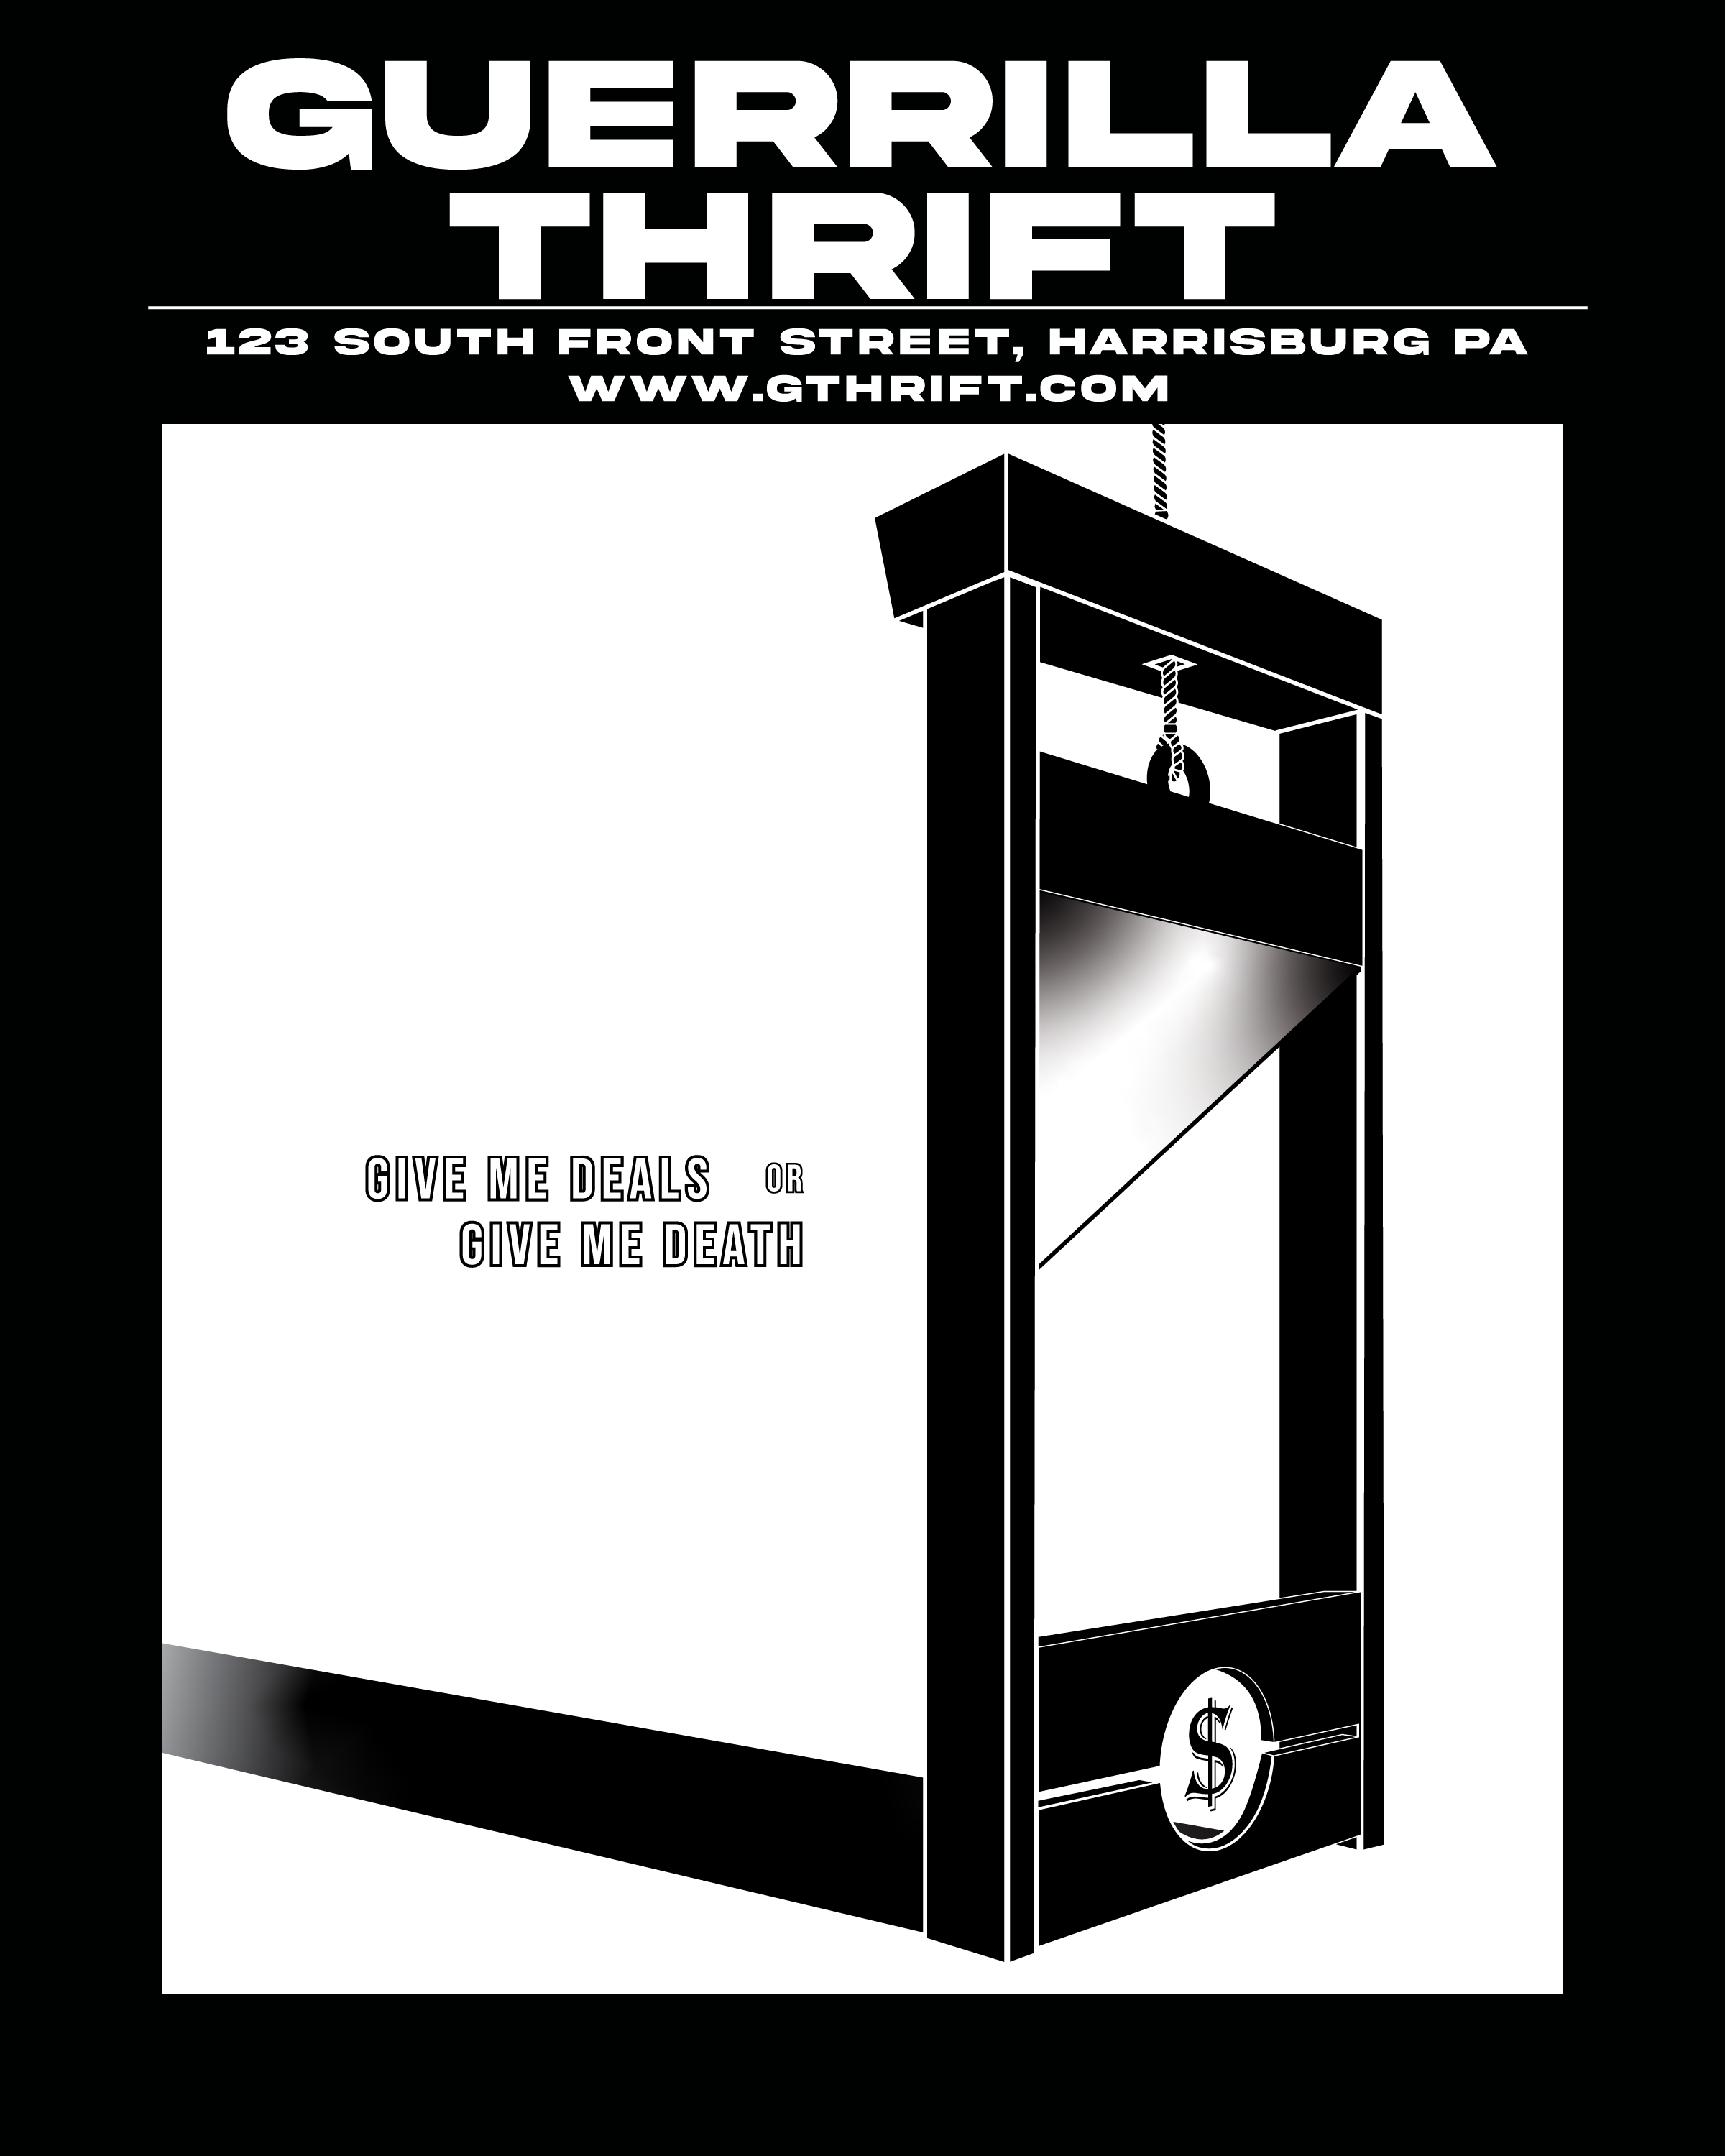 GUERRILLA
THRIFT
123 SOUTH FRONT STREET, HARRISBURG PA
WWW.GTHRIFT.COM
GIVE ME DEALS OR
GIVE ME DEATH
$